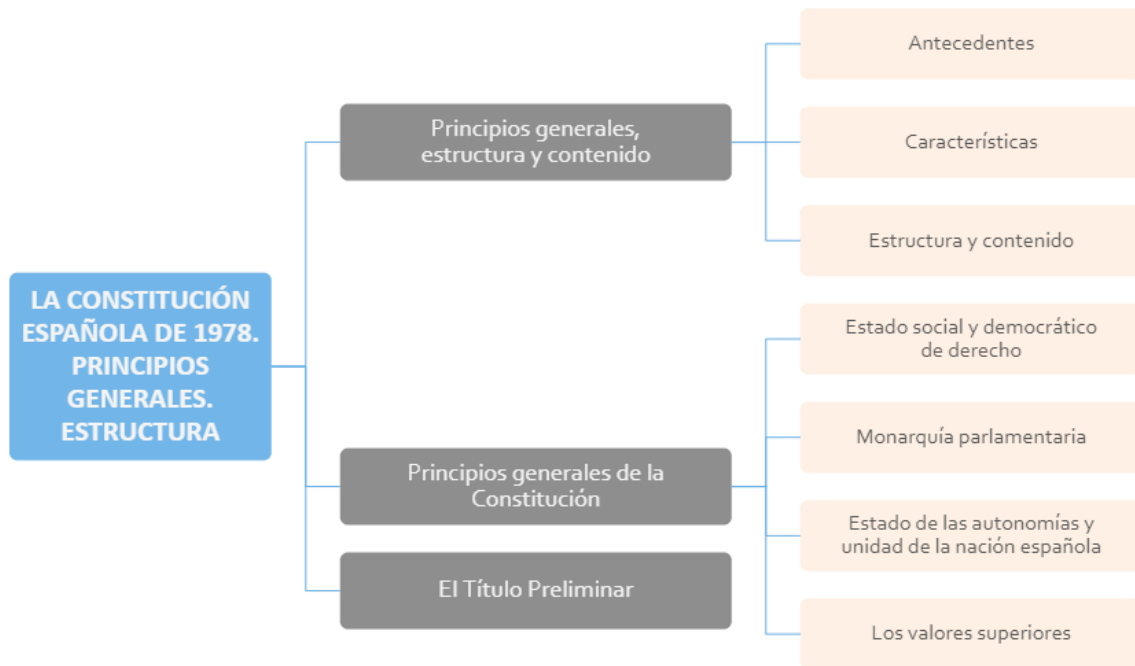 LA CONSTITUCIÓN
ESPAÑOLA DE 1978.
PRINCIPIOS
GENERALES.
ESTRUCTURA
Principios generales,
estructura y contenido
Antecedentes
Características
Estructura y contenido
Principios generales de la
Constitución
Estado social y democrático
de derecho
Monarquía parlamentaria
Estado de las autonomías y
unidad de la nación española
Los valores superiores
El Título Preliminar